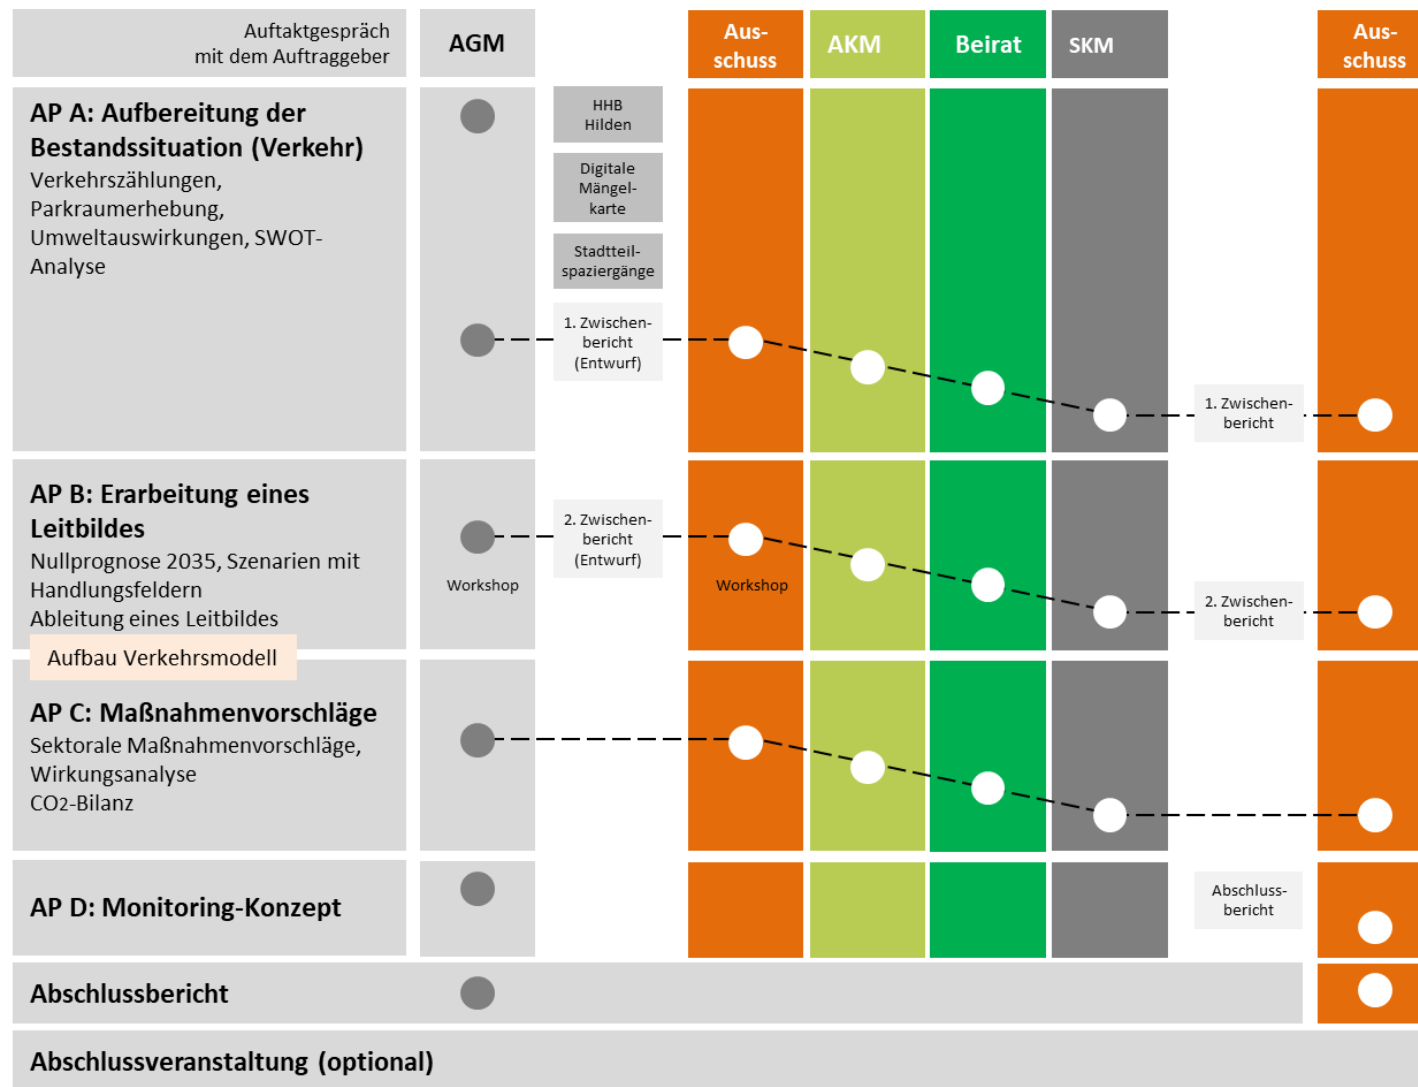 Auftaktgespräch
mit dem Auftraggeber
AGM
Aus-
schuss
AKM
Beirat
SKM
Aus-
schuss
AP A: Aufbereitung der
Bestandssituation (Verkehr)
Verkehrszählungen,
Parkraumerhebung,
Umweltauswirkungen, SWOT-
Analyse
HHB
Hilden
Digitale
Mängel-
karte
Stadtteil-
spaziergänge
1. Zwischen-
bericht
(Entwurf)
1. Zwischen-
bericht
AP B: Erarbeitung eines
Leitbildes
Nullprognose 2035, Szenarien mit
Handlungsfeldern
Ableitung eines Leitbildes
Workshop
2. Zwischen-
bericht
(Entwurf)
Workshop
2. Zwischen-
bericht
Aufbau Verkehrsmodell
AP C: Maßnahmenvorschläge
Sektorale Maßnahmenvorschläge,
Wirkungsanalyse
CO2-Bilanz
AP D: Monitoring-Konzept
Abschluss-
bericht
Abschlussbericht
Abschlussveranstaltung (optional)